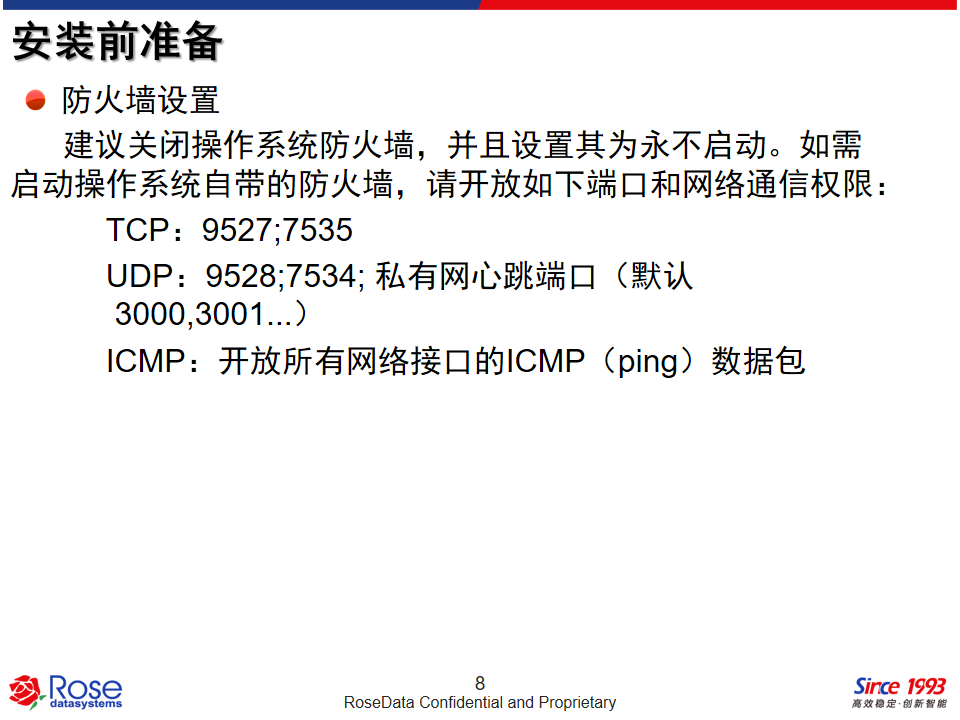 安装前准备
防火墙设置
建议关闭操作系统防火墙，并且设置其为永不启动。如需
启动操作系统自带的防火墙，请开放如下端口和网络通信权限：
TCP：9527;7535
UDP：9528;7534; 私有网心跳端口（默认
3000,3001...）
ICMP：开放所有网络接口的ICMP（ping）数据包
Rose
datasystems
8
RoseData Confidential and Proprietary
Since 1993
高效稳定·创新智能